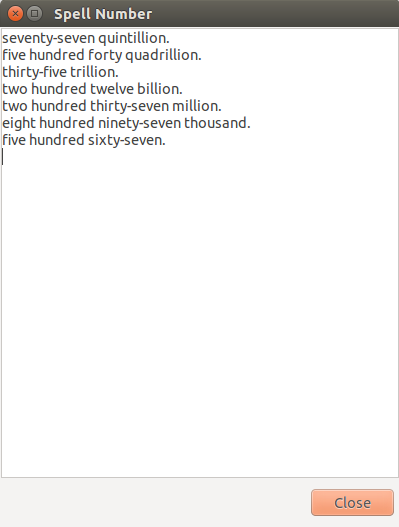 Spell Number
seventy-seven quintillion.
five hundred forty quadrillion.
thirty-five trillion.
two hundred twelve billion.
two hundred thirty-seven million.
eight hundred ninety-seven thousand.
five hundred sixty-seven.
Close